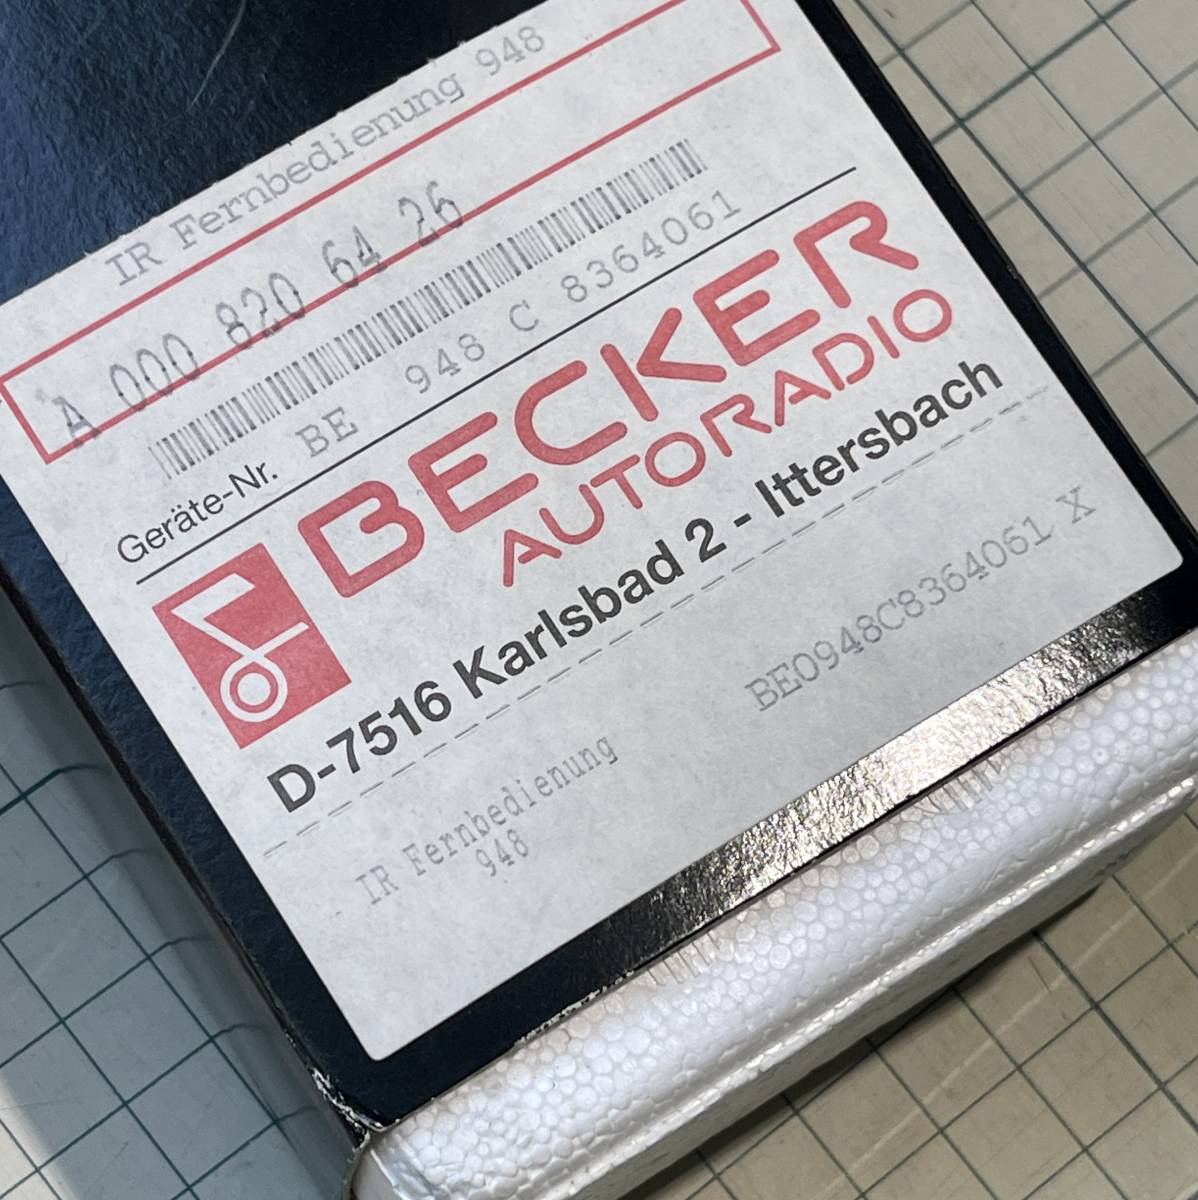 IR Fernbedienung 948
A 000 820 64 26
Geräte-Nr. BE 948 C 8364061
BECKER
AUTORADIO
D-7516 Karlsbad 2 - Ittersbach
BE0948C8364061 X
IR Fernbedienung
948